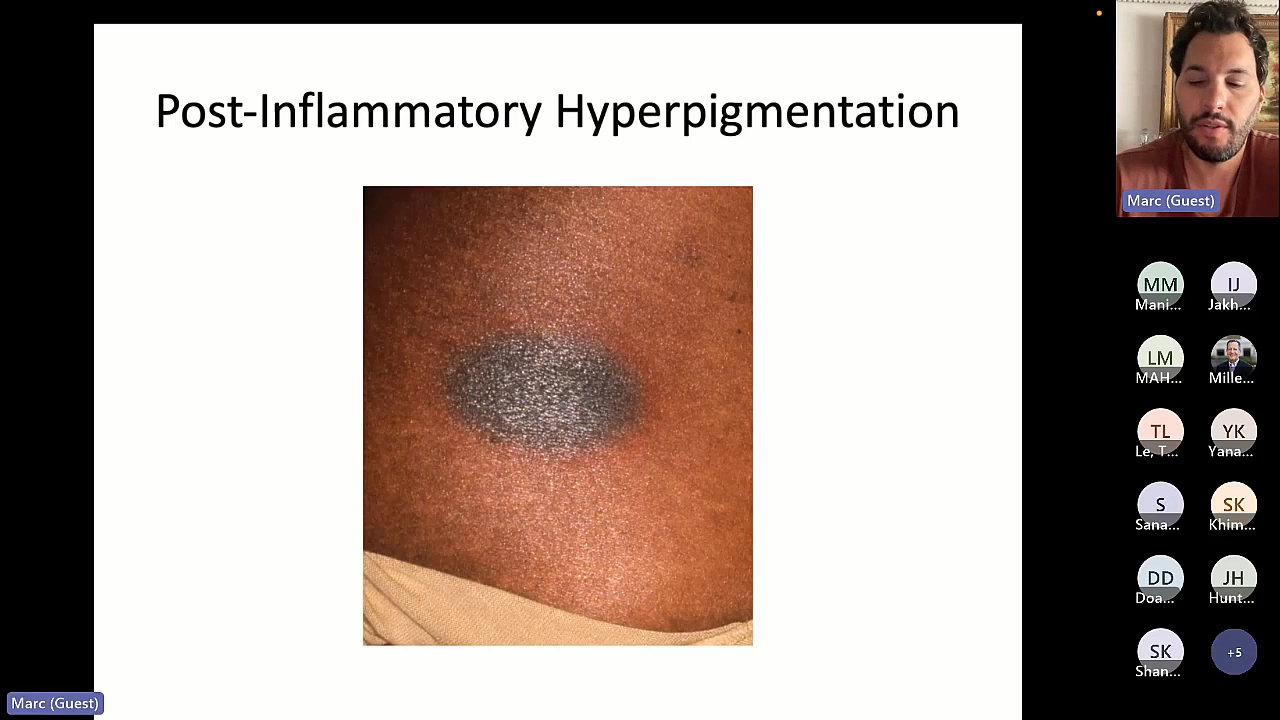 Post-Inflammatory Hyperpigmentation
Marc (Guest)
MM
IJ
Mani...
Jakh...
LM
MAH...
Mille...
TL
YK
Le, T...
Yana...
S
SK
Sana...
Khim...
DD
JH
Doa...
Hunt...
SK
+5
Shan...
Marc (Guest)